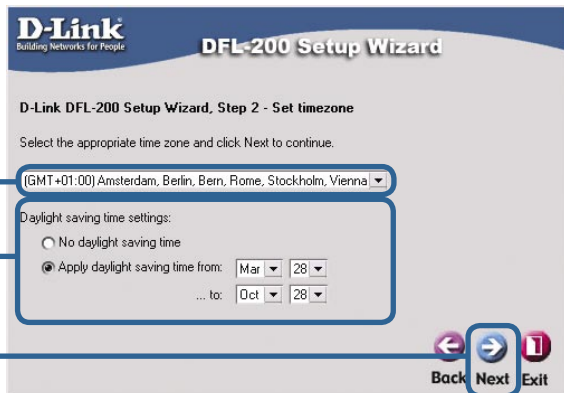 D-Link
Building Networks for People
DFL-200 Setup Wizard
D-Link DFL-200 Setup Wizard, Step 2 - Set timezone
Select the appropriate time zone and click Next to continue.
(GMT+01:00) Amsterdam, Berlin, Bern, Rome, Stockholm, Vienna
Daylight saving time settings:
No daylight saving time
Apply daylight saving time from: Mar 28
... to: Oct 28
Back Next Exit